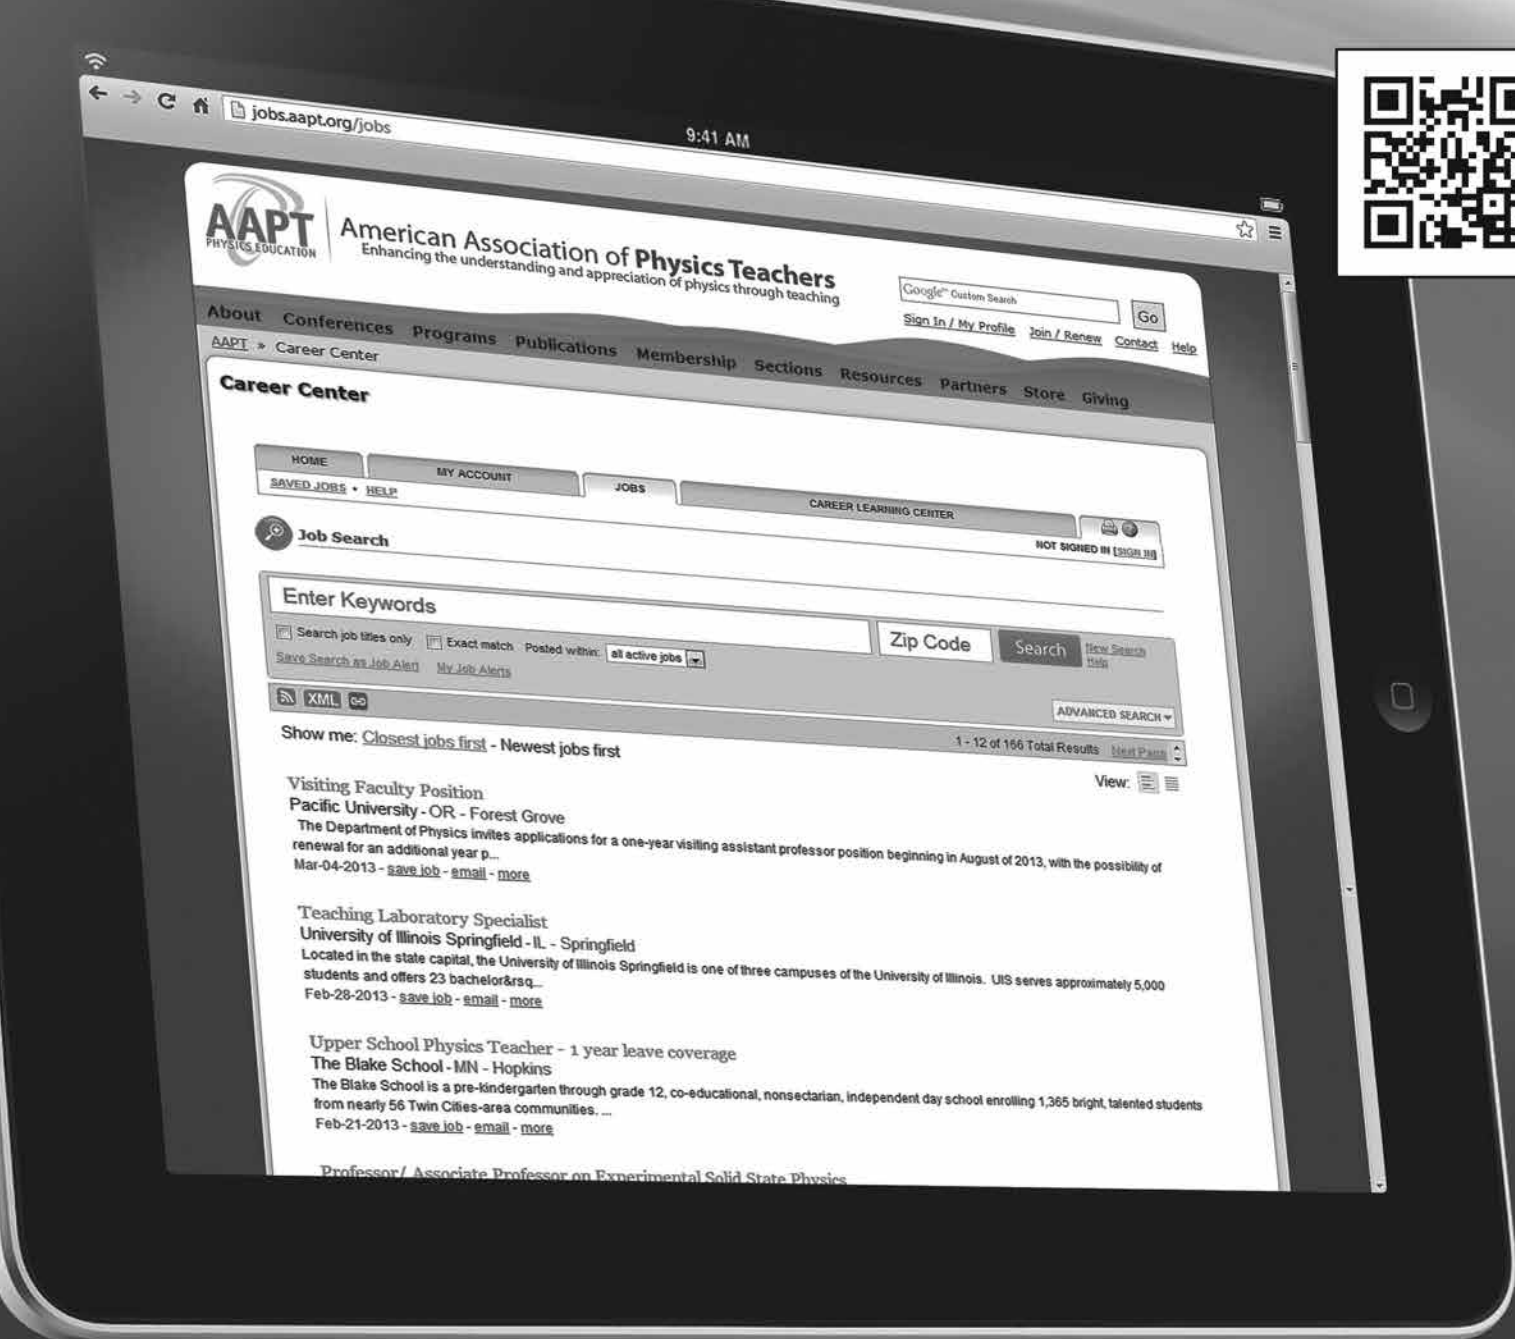 jobs.aapt.org/jobs
9:41 AM
AAPT
PHYSICS EDUCATION
American Association of Physics Teachers
Enhancing the understanding and appreciation of physics through teaching
Google™ Custom Search
Go
Sign In / My Profile Join / Renew Contact Help
About Conferences Programs Publications Membership Sections Resources Partners Store Giving
AAPT » Career Center
Career Center
HOME MY ACCOUNT JOBS CAREER LEARNING CENTER
SAVED JOBS • HELP
NOT SIGNED IN [SIGN IN]
Job Search
Enter Keywords
Zip Code
Search
New Search
Help
Search job titles only Exact match Posted within: all active jobs
Save Search as Job Alert My Job Alerts
ADVANCED SEARCH
XML
1 - 12 of 166 Total Results Next Page
Show me: Closest jobs first - Newest jobs first
View:
Visiting Faculty Position
Pacific University - OR - Forest Grove
The Department of Physics invites applications for a one-year visiting assistant professor position beginning in August of 2013, with the possibility of
renewal for an additional year p...
Mar-04-2013 - save job - email - more
Teaching Laboratory Specialist
University of Illinois Springfield - IL - Springfield
Located in the state capital, the University of Illinois Springfield is one of three campuses of the University of Illinois. UIS serves approximately 5,000
students and offers 23 bachelor&rsq...
Feb-28-2013 - save job - email - more
Upper School Physics Teacher - 1 year leave coverage
The Blake School - MN - Hopkins
The Blake School is a pre-kindergarten through grade 12, co-educational, nonsectarian, independent day school enrolling 1,365 bright, talented students
from nearly 56 Twin Cities-area communities. ...
Feb-21-2013 - save job - email - more
Professor/ Associate Professor on Experimental Solid State Physics